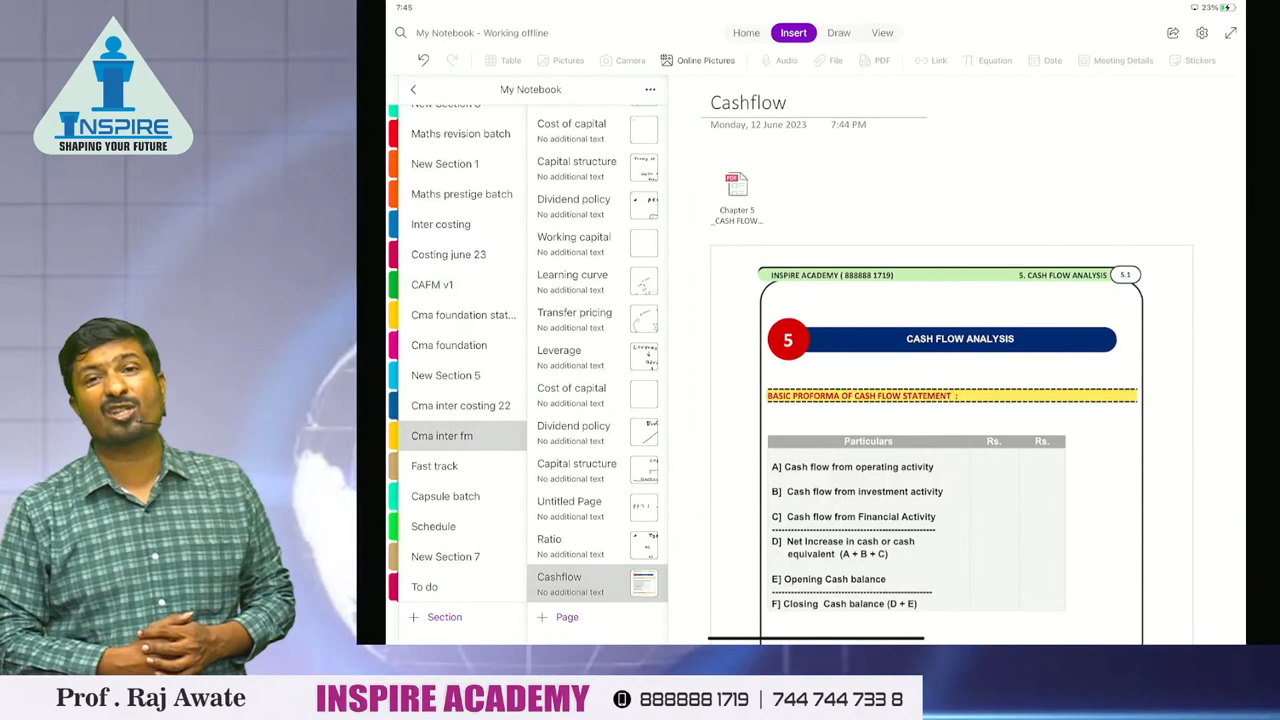 7:45
23%
My Notebook - Working offline
Home
Insert
Draw
View
Table
Pictures
Camera
Online Pictures
Audio
File
PDF
Link
Equation
Date
Meeting Details
Stickers
INSPIRE
SHAPING YOUR FUTURE
My Notebook
Maths revision batch
New Section 1
Maths prestige batch
Inter costing
Costing june 23
CAFM v1
Cma foundation stat...
Cma foundation
New Section 5
Cma inter costing 22
Cma inter fm
Fast track
Capsule batch
Schedule
New Section 7
To do
Section
Cost of capital
No additional text
Capital structure
No additional text
Dividend policy
No additional text
Working capital
No additional text
Learning curve
No additional text
Transfer pricing
No additional text
Leverage
No additional text
Cost of capital
No additional text
Dividend policy
No additional text
Capital structure
No additional text
Untitled Page
No additional text
Ratio
No additional text
Cashflow
No additional text
Page
Cashflow
Monday, 12 June 2023 7:44 PM
PDF
Chapter 5
_CASH FLOW...
INSPIRE ACADEMY ( 888888 1719) 5. CASH FLOW ANALYSIS 5.1
5 CASH FLOW ANALYSIS
BASIC PROFORMA OF CASH FLOW STATEMENT :
Particulars Rs. Rs.
A] Cash flow from operating activity
B] Cash flow from investment activity
C] Cash flow from Financial Activity
D] Net Increase in cash or cash
equivalent (A + B + C)
E] Opening Cash balance
F] Closing Cash balance (D + E)
Prof . Raj Awate INSPIRE ACADEMY 888888 1719 | 744 744 733 8